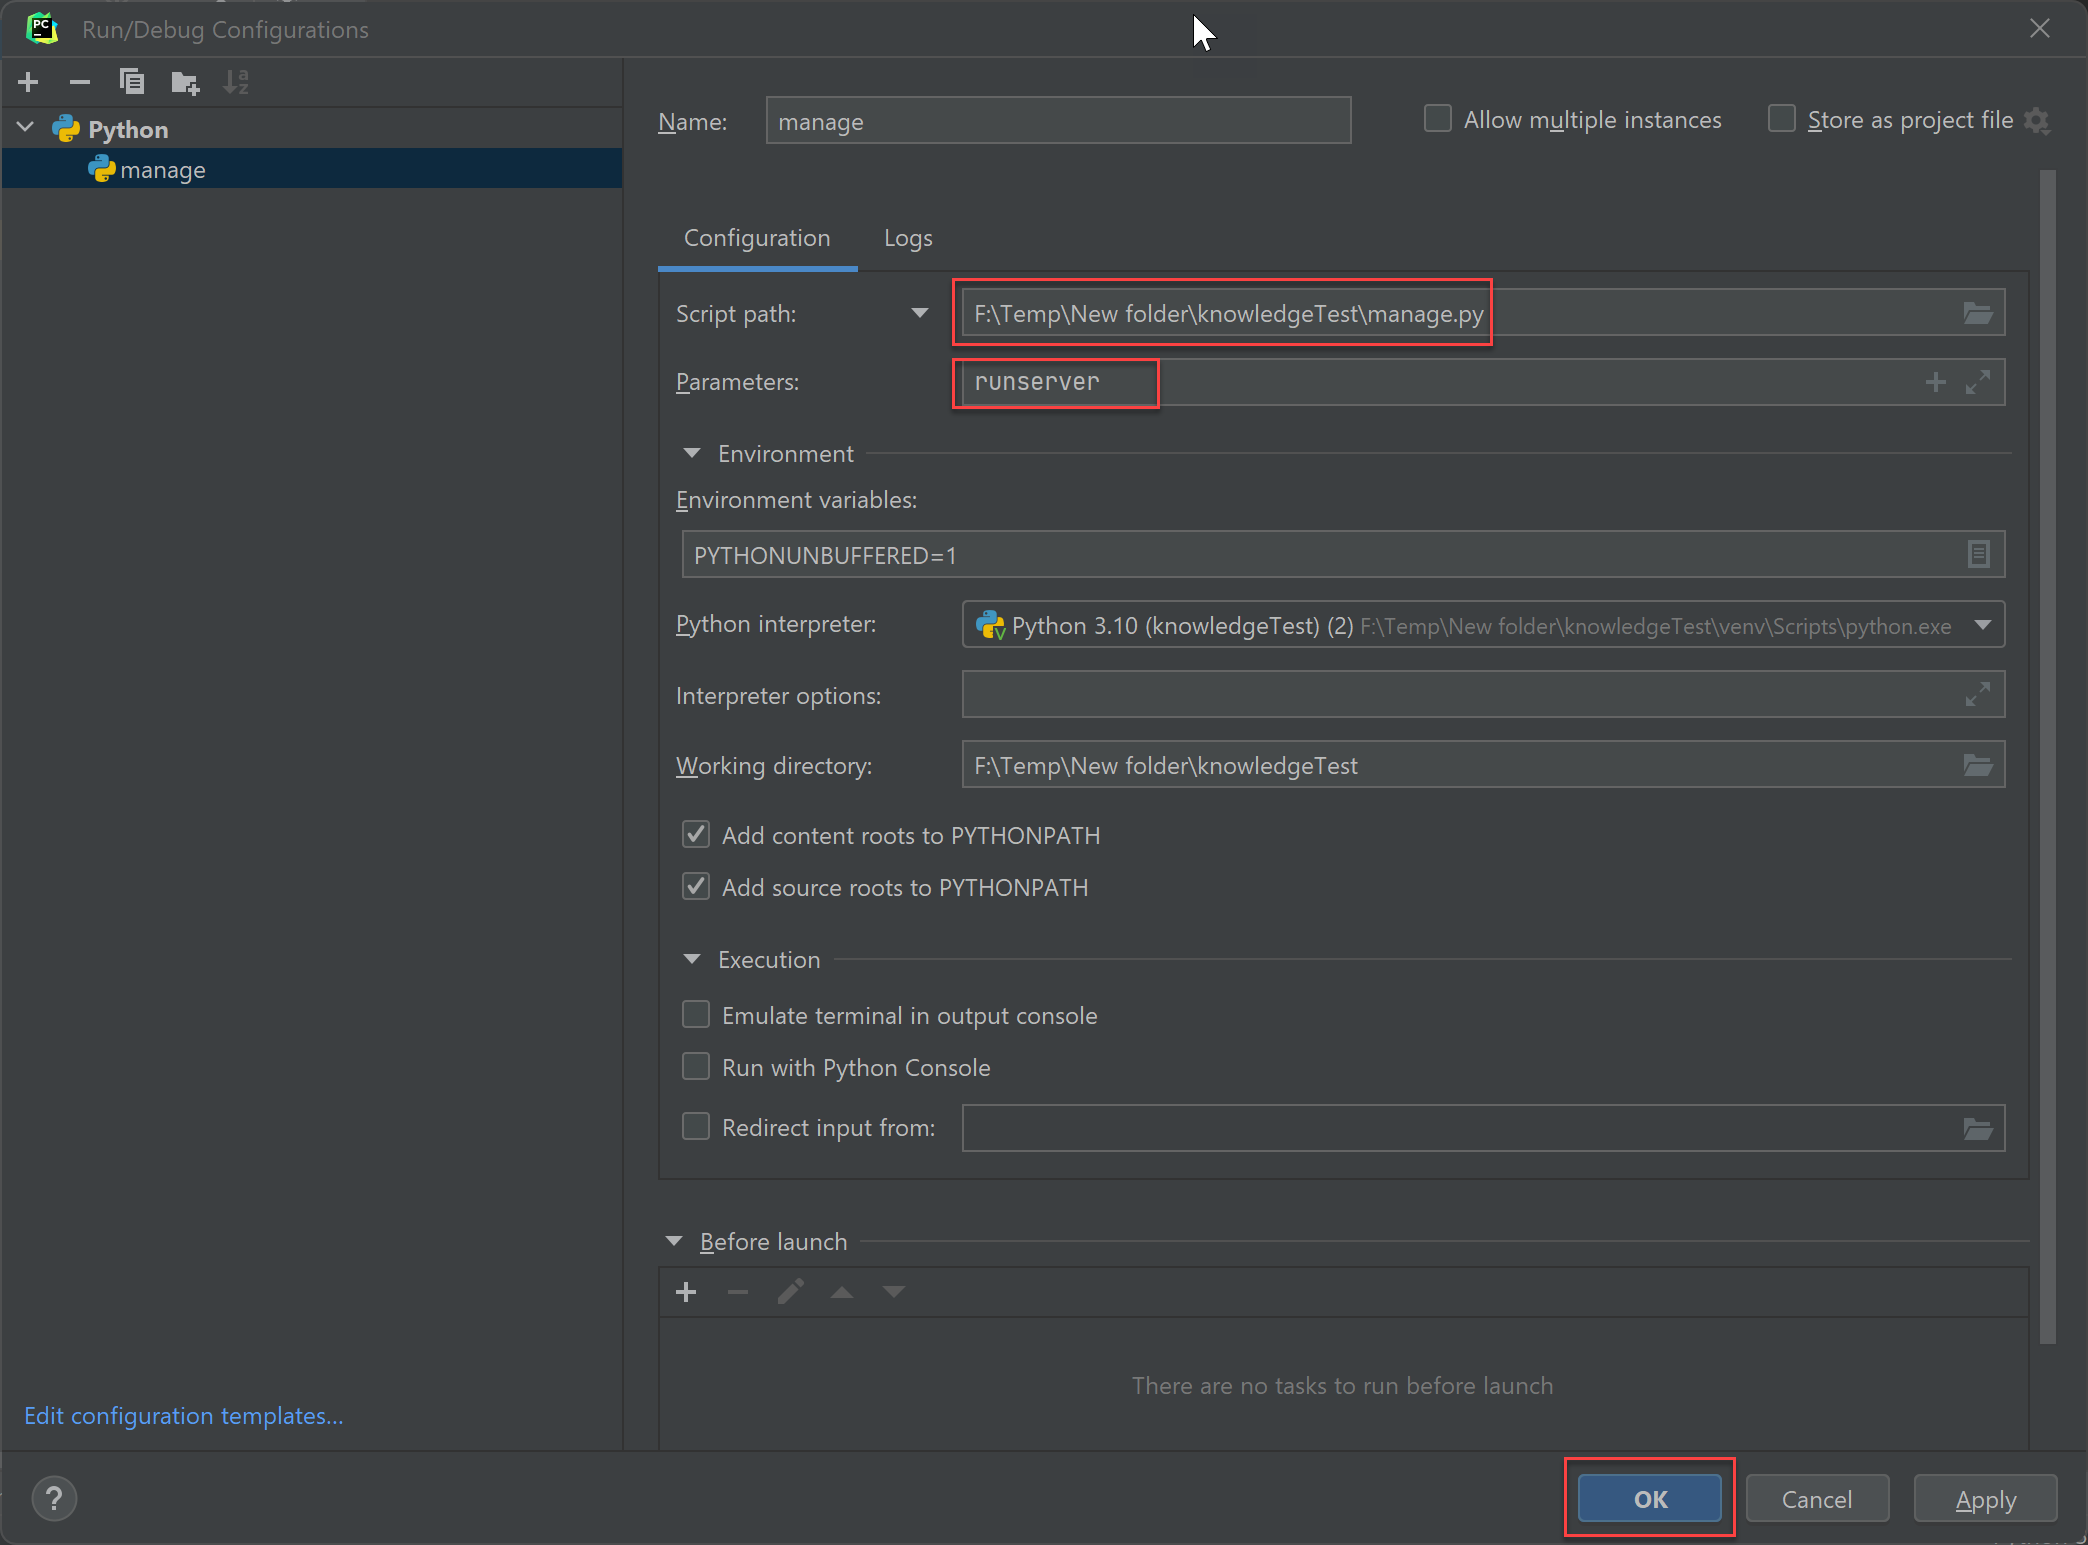 PC
Run/Debug Configurations
a
z
Python
manage
Name:
manage
Allow multiple instances
Store as project file
Configuration
Logs
Script path:
F:\Temp\New folder\knowledgeTest\manage.py
Parameters:
runserver
Environment
Environment variables:
PYTHONUNBUFFERED=1
Python interpreter:
Python 3.10 (knowledgeTest) (2) F:\Temp\New folder\knowledgeTest\venv\Scripts\python.exe
Interpreter options:
Working directory:
F:\Temp\New folder\knowledgeTest
Add content roots to PYTHONPATH
Add source roots to PYTHONPATH
Execution
Emulate terminal in output console
Run with Python Console
Redirect input from:
Before launch
There are no tasks to run before launch
Edit configuration templates...
?
OK
Cancel
Apply